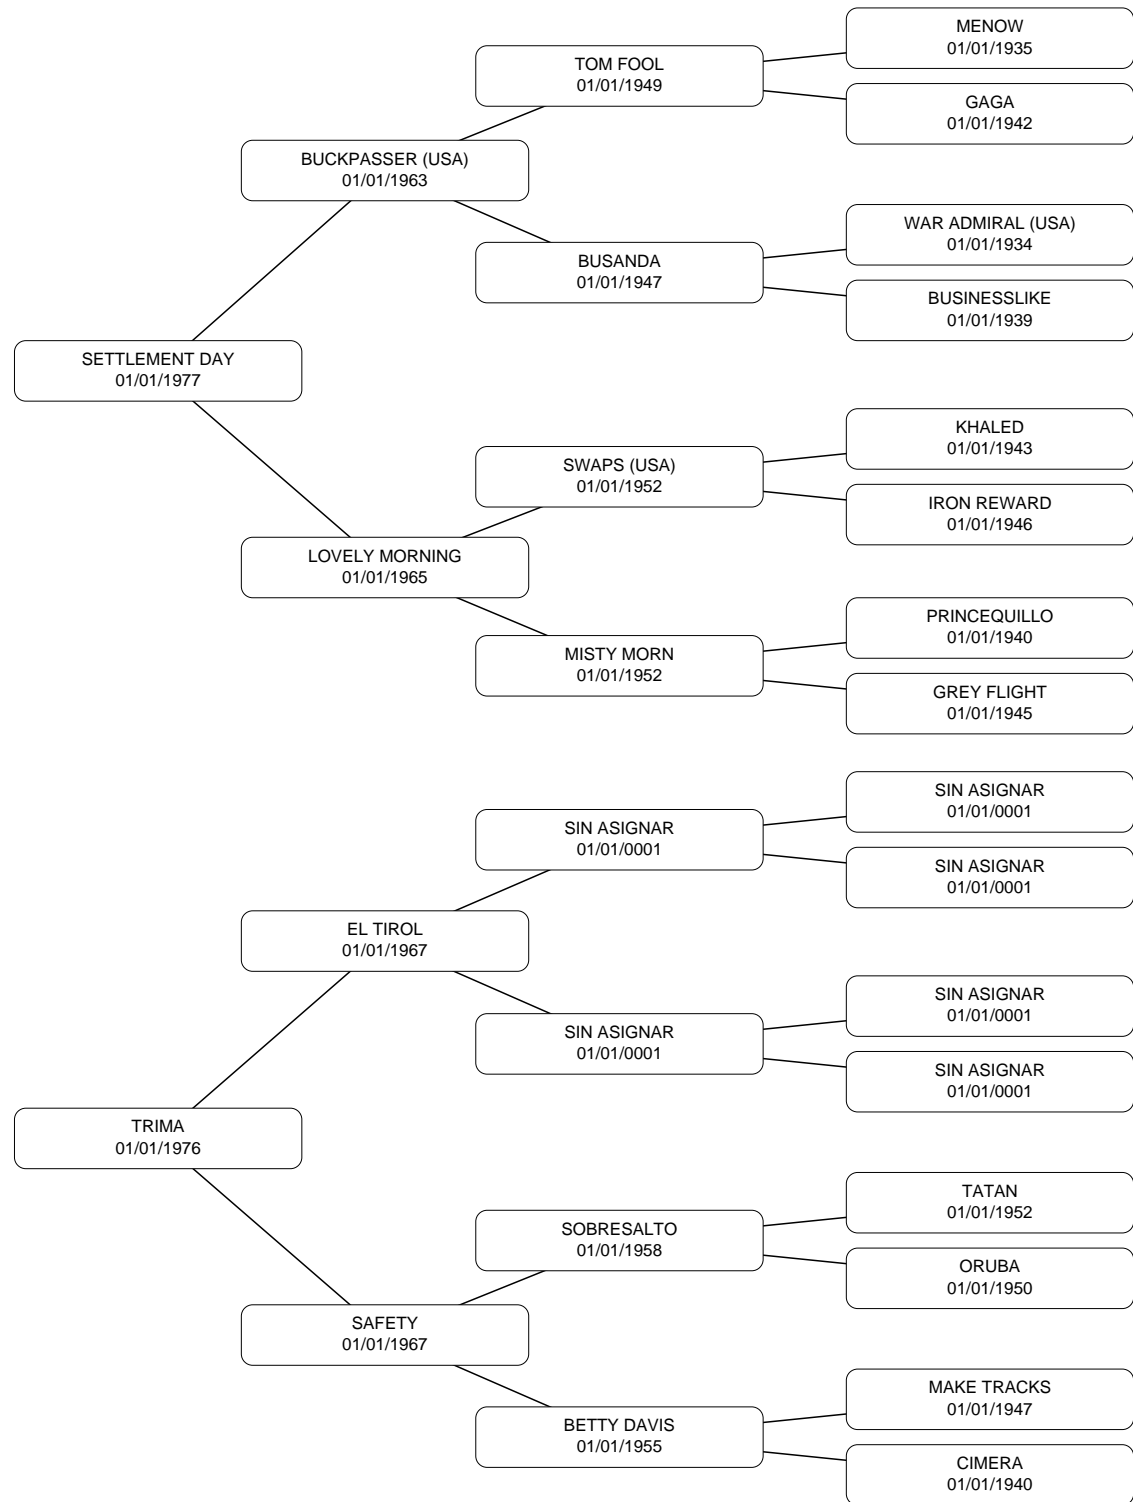 MENOW
01/01/1935
TOM FOOL
01/01/1949
GAGA
01/01/1942
BUCKPASSER (USA)
01/01/1963
WAR ADMIRAL (USA)
01/01/1934
BUSANDA
01/01/1947
BUSINESSLIKE
01/01/1939
SETTLEMENT DAY
01/01/1977
KHALED
01/01/1943
SWAPS (USA)
01/01/1952
IRON REWARD
01/01/1946
LOVELY MORNING
01/01/1965
PRINCEQUILLO
01/01/1940
MISTY MORN
01/01/1952
GREY FLIGHT
01/01/1945
SIN ASIGNAR
01/01/0001
SIN ASIGNAR
01/01/0001
SIN ASIGNAR
01/01/0001
EL TIROL
01/01/1967
SIN ASIGNAR
01/01/0001
SIN ASIGNAR
01/01/0001
SIN ASIGNAR
01/01/0001
TRIMA
01/01/1976
TATAN
01/01/1952
SOBRESALTO
01/01/1958
ORUBA
01/01/1950
SAFETY
01/01/1967
MAKE TRACKS
01/01/1947
BETTY DAVIS
01/01/1955
CIMERA
01/01/1940